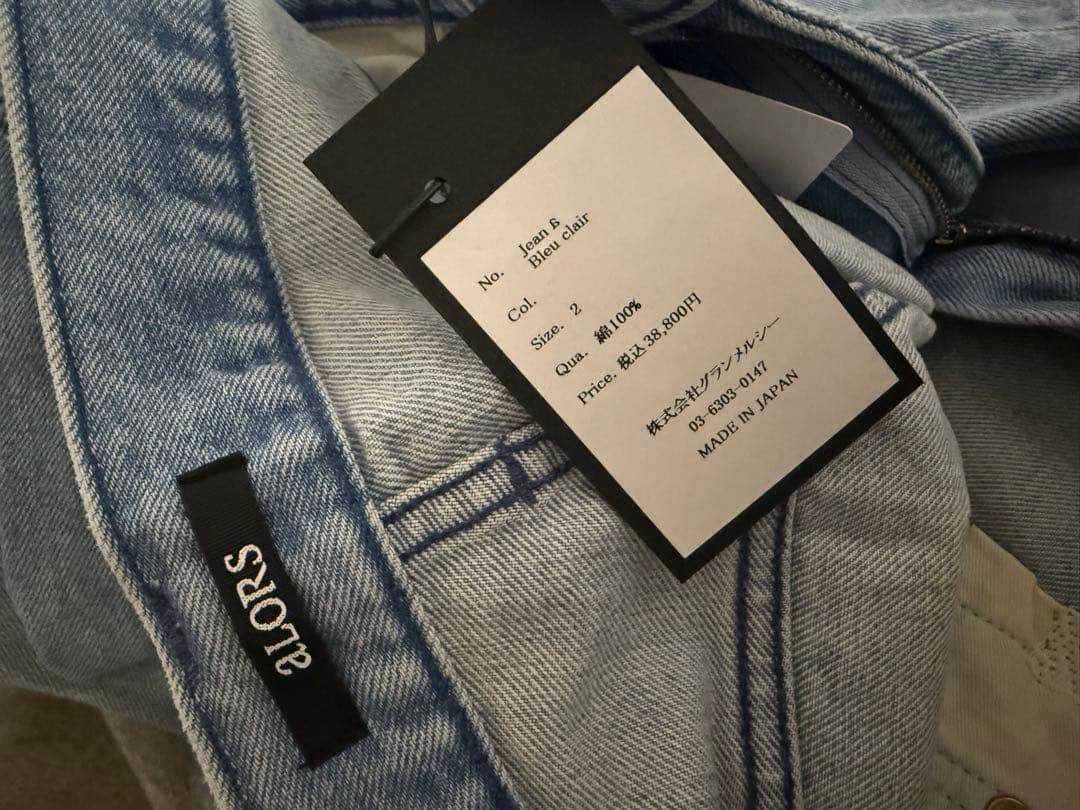 No. Jean 6
Col. Bleu clair
Size. 2
Qua. 綿100%
Price. 税込38,800円
株式会社グランメルシー
03-6303-0147
MADE IN JAPAN
aLORS